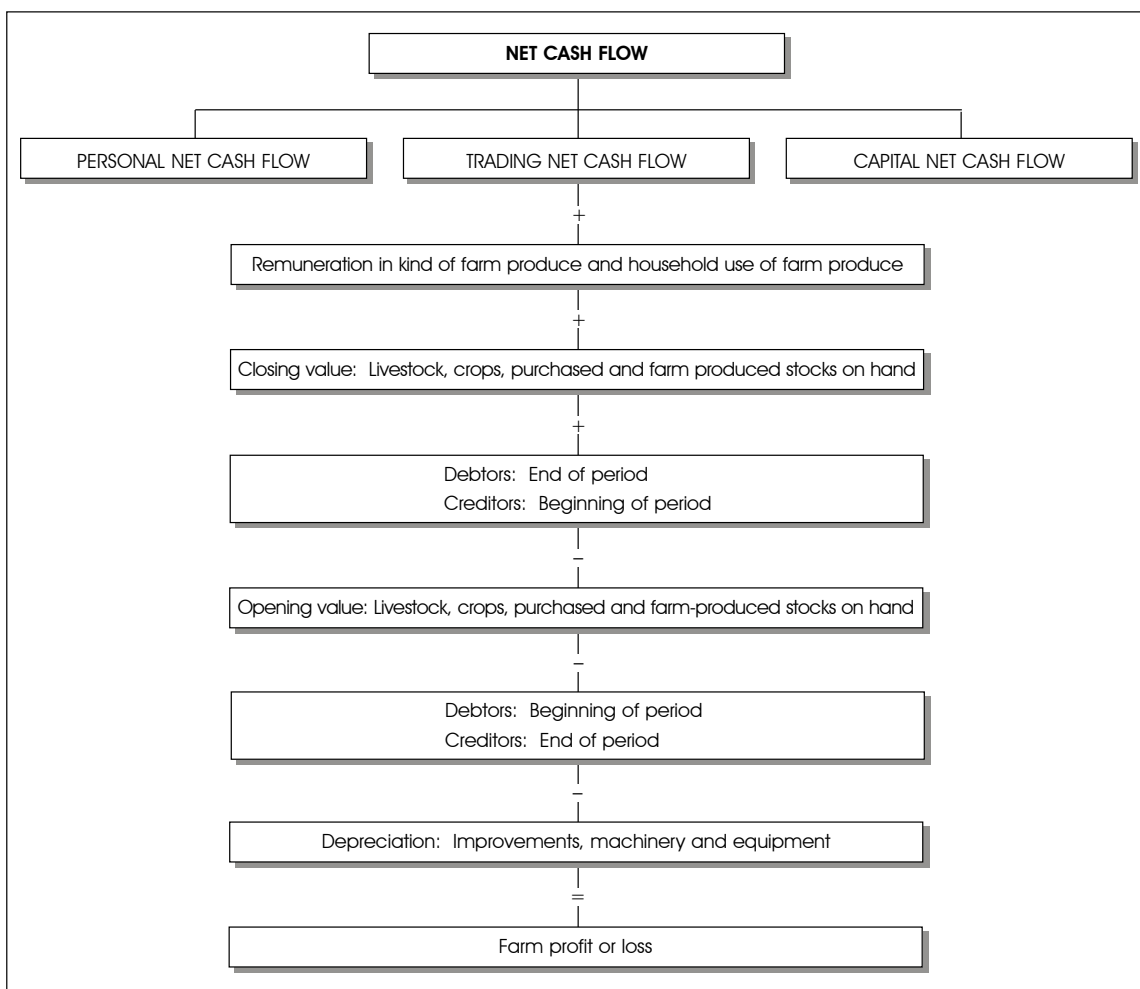 NET CASH FLOW
PERSONAL NET CASH FLOW
TRADING NET CASH FLOW
CAPITAL NET CASH FLOW
+
Remuneration in kind of farm produce and household use of farm produce
+
Closing value: Livestock, crops, purchased and farm produced stocks on hand
+
Debtors: End of period
Creditors: Beginning of period
–
Opening value: Livestock, crops, purchased and farm-produced stocks on hand
–
Debtors: Beginning of period
Creditors: End of period
–
Depreciation: Improvements, machinery and equipment
=
Farm profit or loss